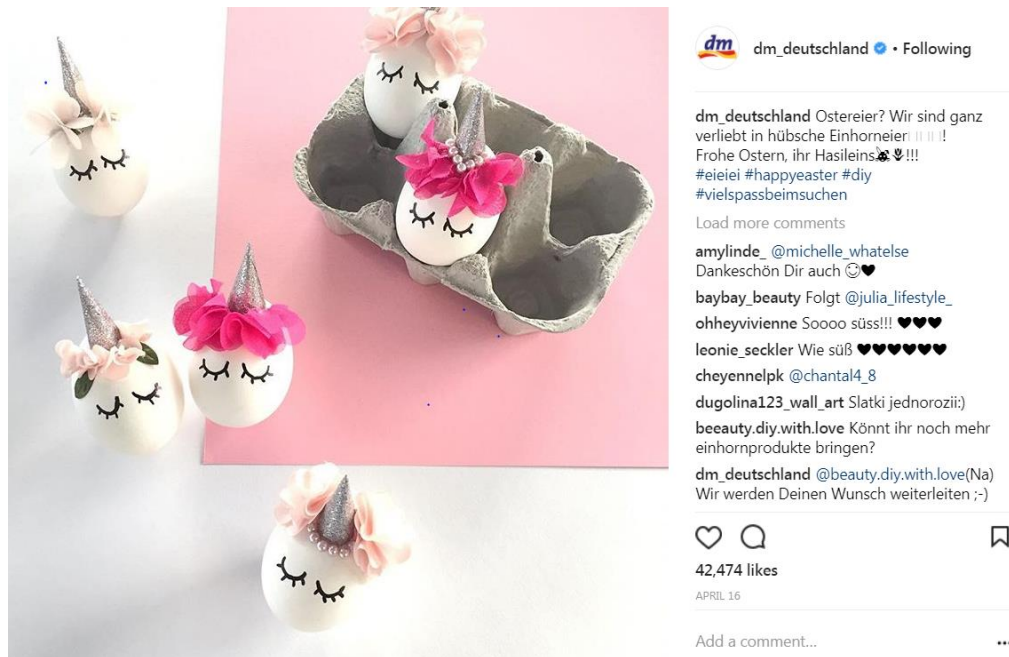 dm
dm_deutschland • Following
dm_deutschland Ostereier? Wir sind ganz
verliebt in hübsche Einhorneier!
Frohe Ostern, ihr Hasileins!!!
#eieiei #happyeaster #diy
#vielspassbeimsuchen
Load more comments
amylinde_ @michelle_whatelse
Dankeschön Dir auch ☺♥
baybay_beauty Folgt @julia_lifestyle_
ohheyvivienne Soooo süss!!! ♥♥♥
leonie_seckler Wie süß ♥♥♥♥♥♥
cheyennelpk @chantal4_8
dugolina123_wall_art Slatki jednorozii:)
beeauty.diy.with.love Könnt ihr noch mehr
einhornprodukte bringen?
dm_deutschland @beauty.diy.with.love(Na)
Wir werden Deinen Wunsch weiterleiten ;-)
42,474 likes
APRIL 16
Add a comment...